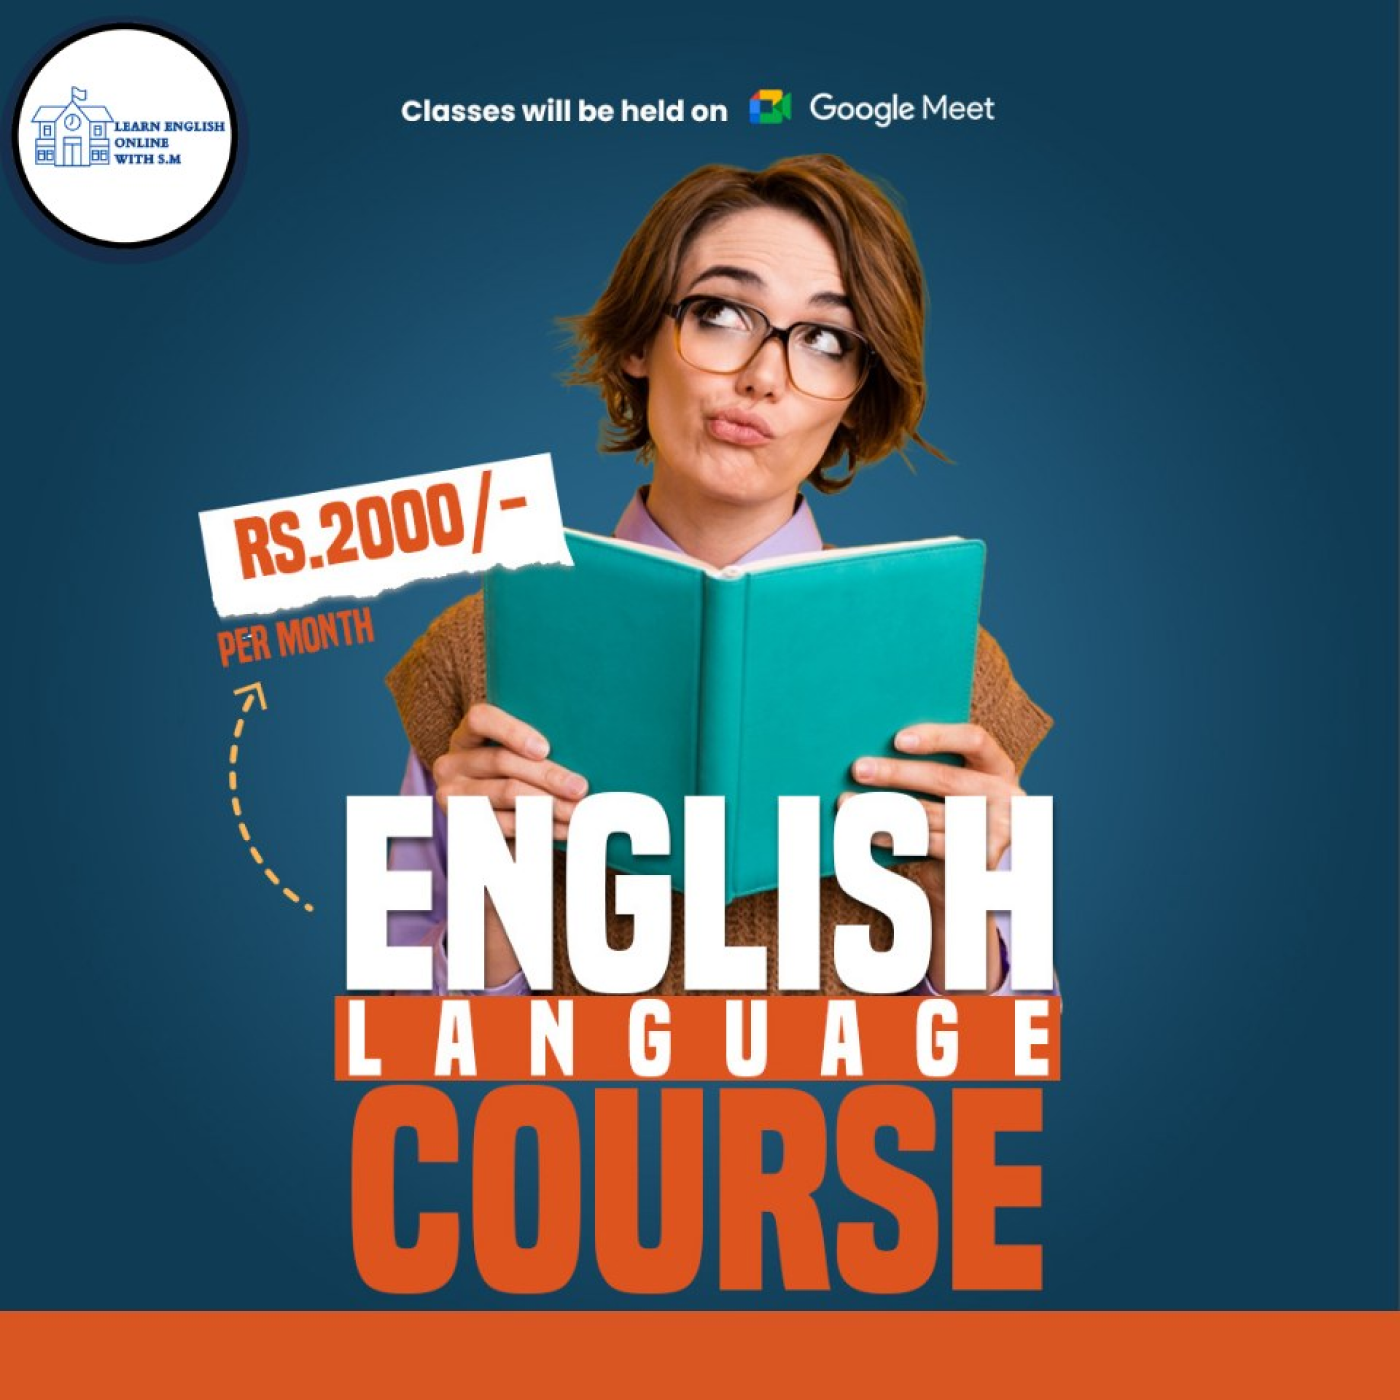 LEARN ENGLISH
ONLINE
WITH S.M
Classes will be held on Google Meet
RS.2000/-
PER MONTH
ENGLISH
LANGUAGE
COURSE